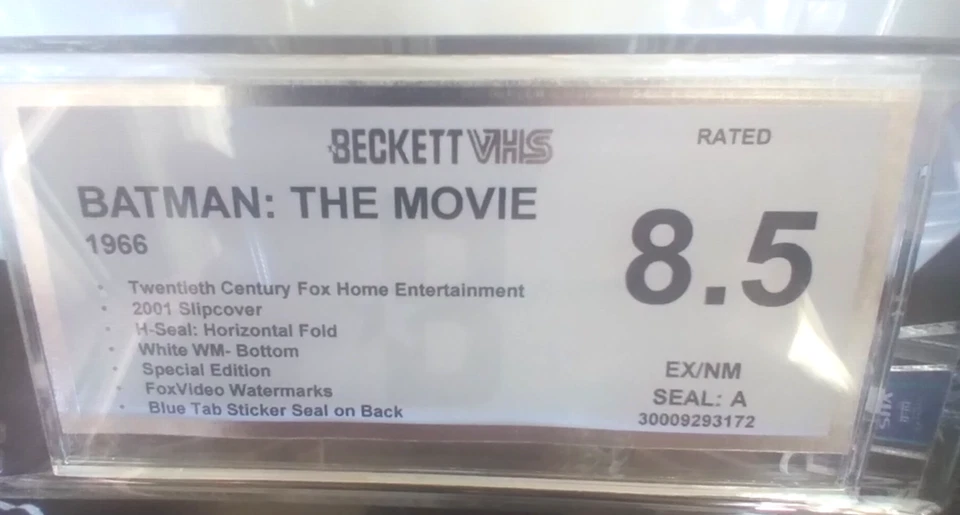 BECKETT VHS
RATED
BATMAN: THE MOVIE
1966
8.5
• Twentieth Century Fox Home Entertainment
• 2001 Slipcover
• H-Seal: Horizontal Fold
• White WM- Bottom
• Special Edition
• FoxVideo Watermarks
• Blue Tab Sticker Seal on Back
EX/NM
SEAL: A
30009293172
VHS